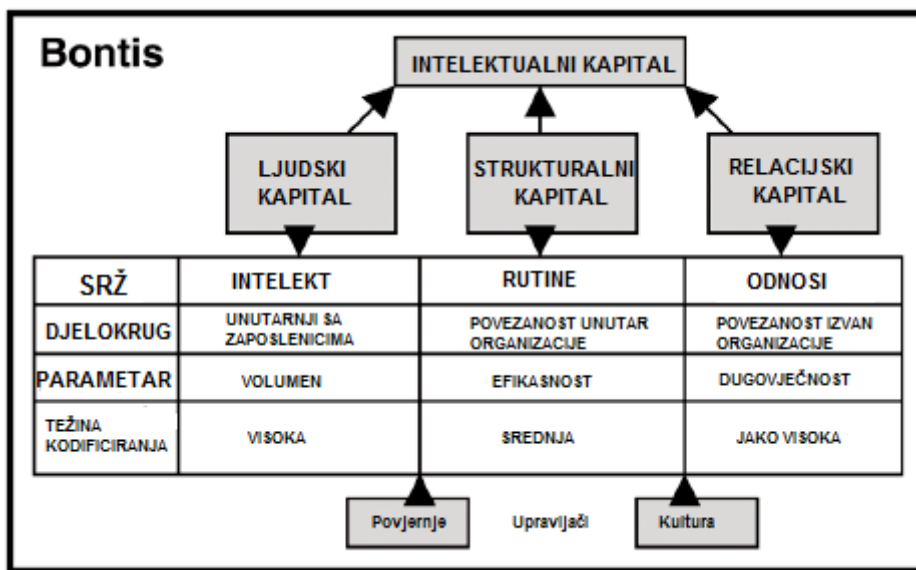 Bontis
INTELEKTUALNI KAPITAL
LJUDSKI
KAPITAL
STRUKTURALNI
KAPITAL
RELACIJSKI
KAPITAL
SRŽ
INTELEKT
RUTINE
ODNOSI
DJELOKRUG
UNUTARNJI SA
ZAPOSLENICIMA
POVEZANOST UNUTAR
ORGANIZACIJE
POVEZANOST IZVAN
ORGANIZACIJE
PARAMETAR
VOLUMEN
EFIKASNOST
DUGOVJEČNOST
TEŽINA
KODIFICIRANJA
VISOKA
SREDNJA
JAKO VISOKA
Povjernje
Upravijači
Kultura